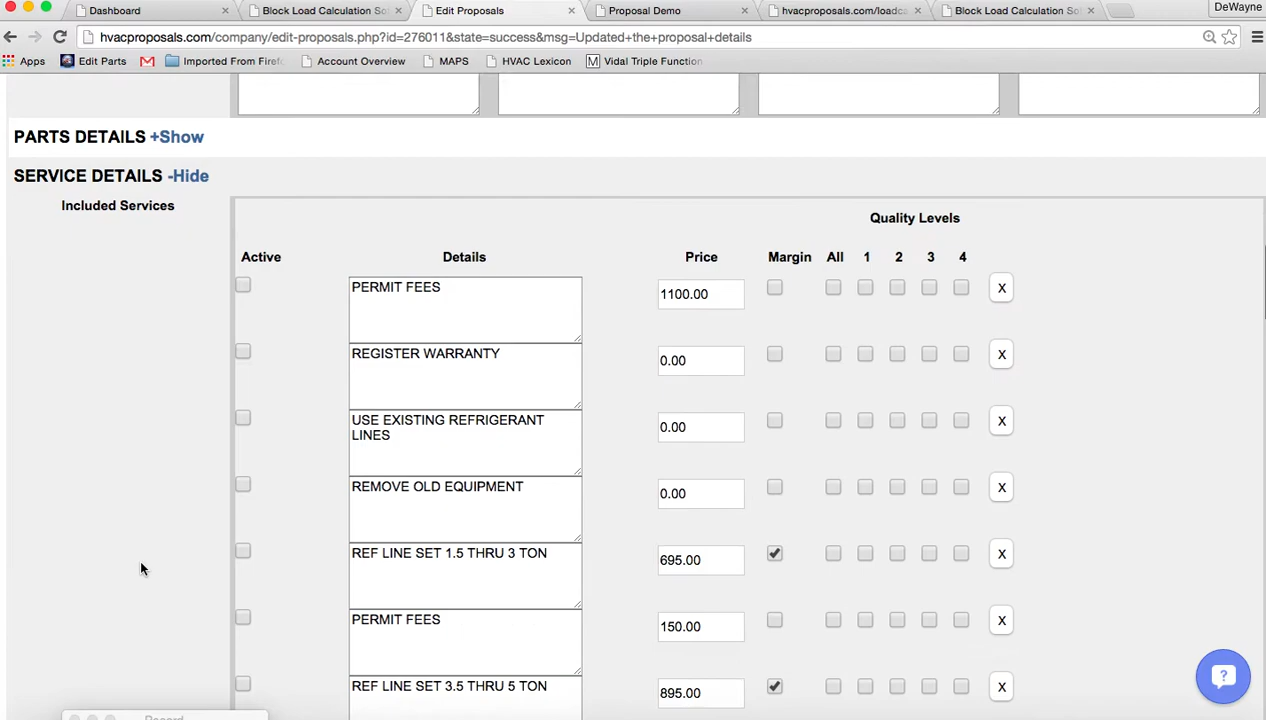 Dashboard
Block Load Calculation So
Edit Proposals
Proposal Demo
hvacproposals.com/loadca
Block Load Calculation Sol
DeWayne
hvacproposals.com/company/edit-proposals.php?id=276011&state=success&msg=Updated+the+proposal+details
Apps
Edit Parts
Imported From Firef
Account Overview
MAPS
HVAC Lexicon
Vidal Triple Function
PARTS DETAILS +Show
SERVICE DETAILS -Hide
Included Services
Quality Levels
Active
Details
Price
Margin
All
1
2
3
4
PERMIT FEES
1100.00
X
REGISTER WARRANTY
0.00
X
USE EXISTING REFRIGERANT
LINES
0.00
X
REMOVE OLD EQUIPMENT
0.00
X
REF LINE SET 1.5 THRU 3 TON
695.00
X
PERMIT FEES
150.00
X
REF LINE SET 3.5 THRU 5 TON
895.00
X
Record